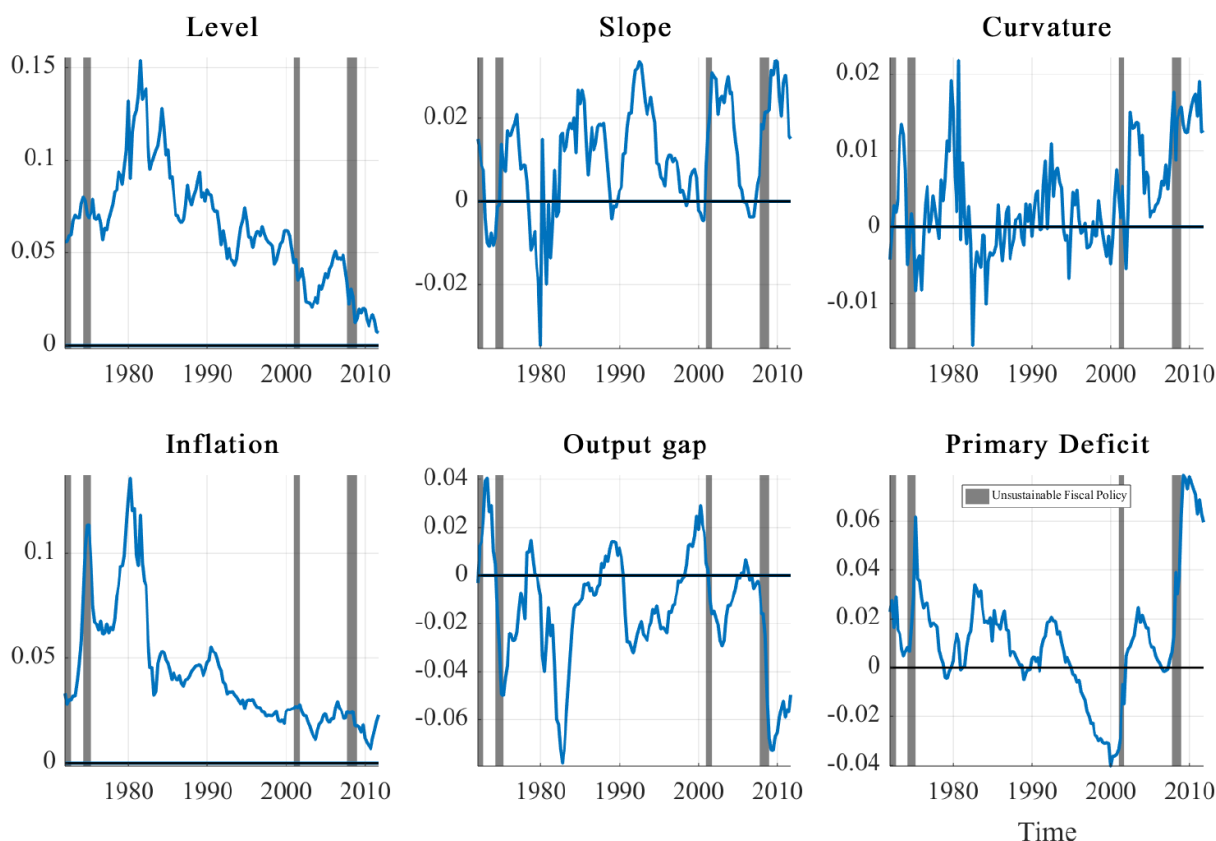 Level
0.15
0.1
0.05
0
1980 1990 2000 2010
Slope
0.02
0
-0.02
1980 1990 2000 2010
Curvature
0.02
0.01
0
-0.01
1980 1990 2000 2010
Inflation
0.1
0.05
0
1980 1990 2000 2010
Output gap
0.04
0.02
0
-0.02
-0.04
-0.06
1980 1990 2000 2010
Primary Deficit
Unsustainable Fiscal Policy
0.06
0.04
0.02
0
-0.02
-0.04
1980 1990 2000 2010
Time